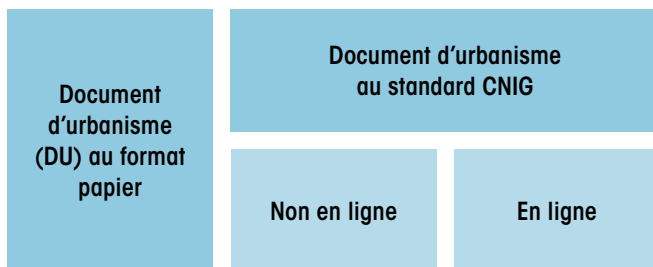 Document
d'urbanisme
(DU) au format
papier
Document d'urbanisme
au standard CNIG
Non en ligne
En ligne